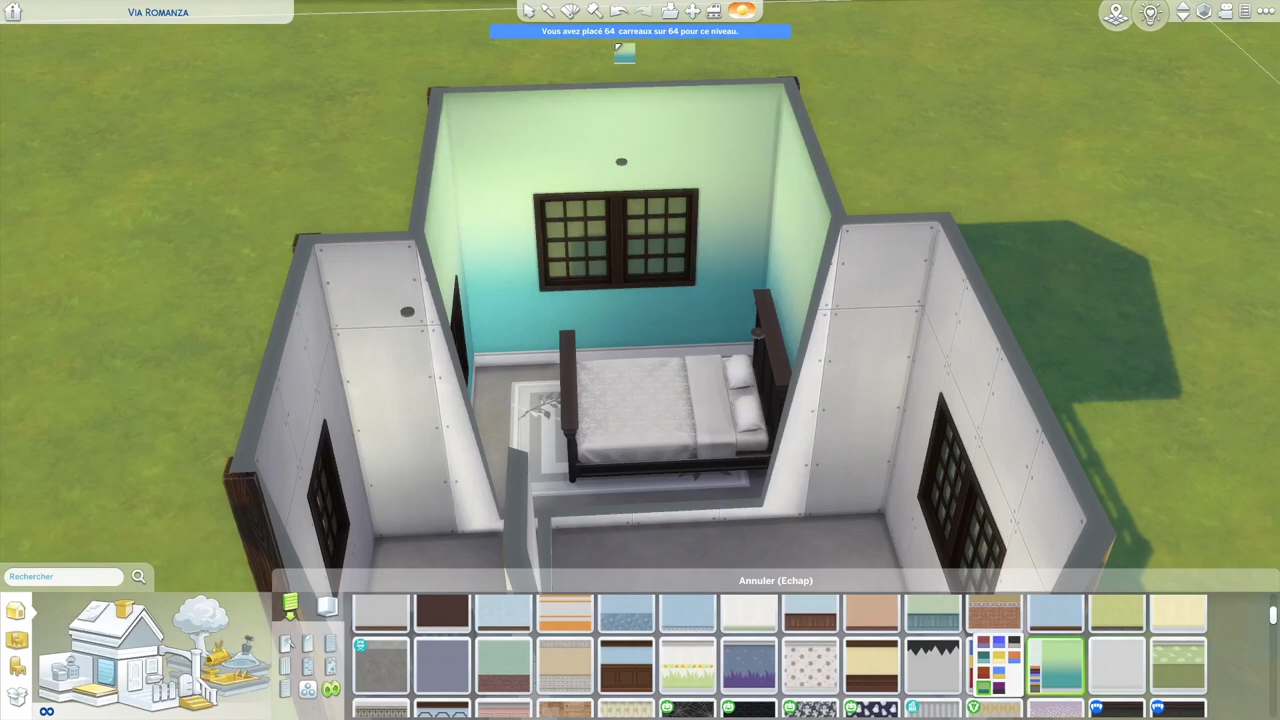 VIA ROMANZA
Vous avez placé 64 carreaux sur 64 pour ce niveau.
Rechercher
Annuler (Echap)